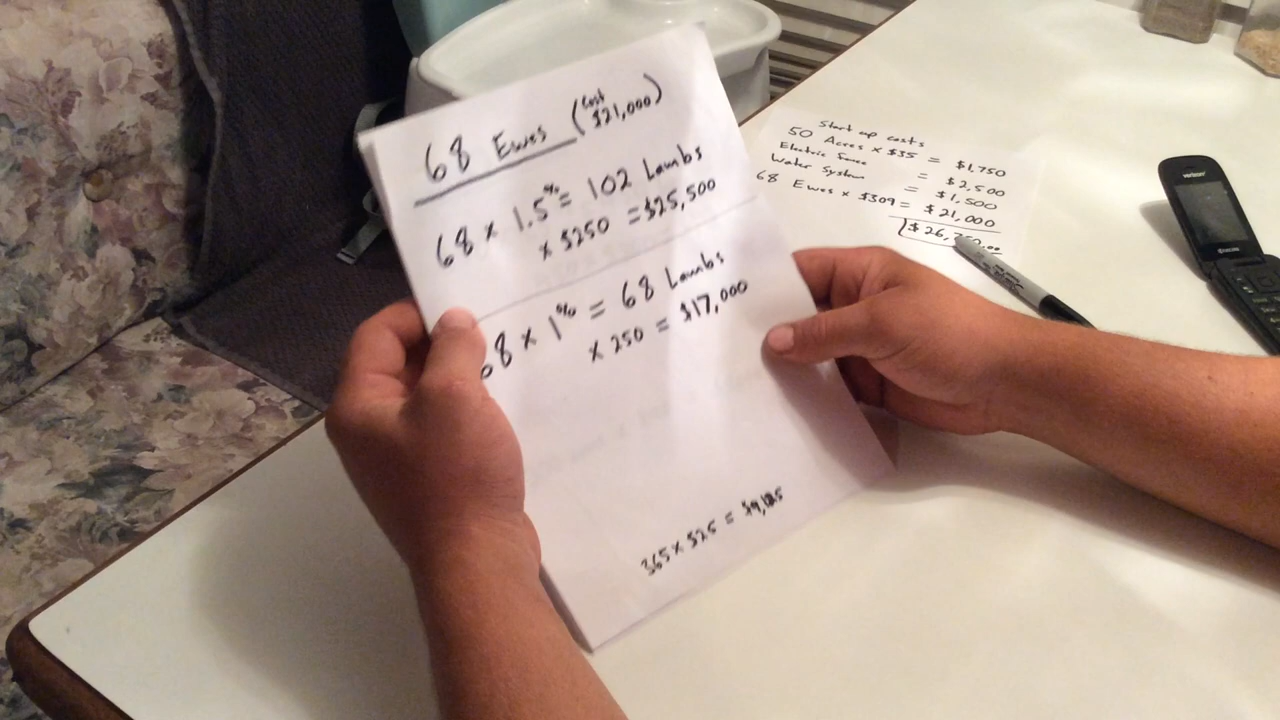 68 Ewes (Cost $21,000)
68 x 1.5% = 102 Lambs
x $250 = $25,500
68 x 1% = 68 Lambs
x 250 = $17,000
365 x $25 = $9,125
Start up costs
50 Acres x $35 = $1,750
Electric fence = $2,500
Water System = $1,500
68 Ewes x $309 = $21,000
verizon
KYOCERA